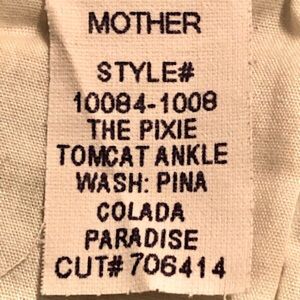 MOTHER
STYLE#
10084-1008
THE PIXIE
TOMCAT ANKLE
WASH: PINA
COLADA
PARADISE
CUT# 706414